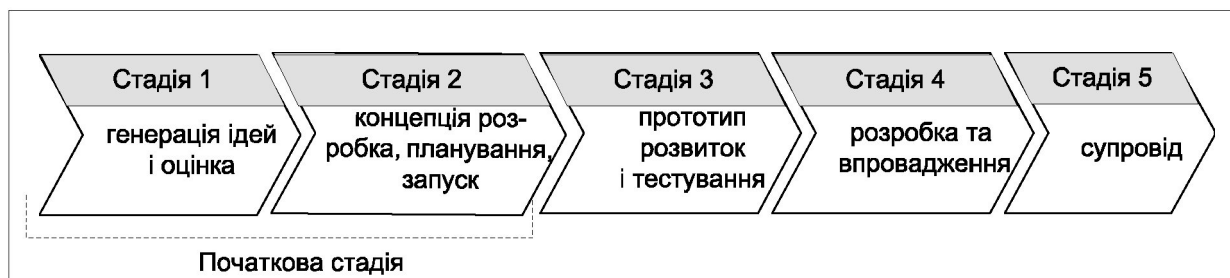 Стадія 1
генерація ідей
і оцінка
Стадія 2
концепція роз-
робка, планування,
запуск
Стадія 3
прототип
розвиток
і тестування
Стадія 4
розробка та
впровадження
Стадія 5
супровід
Початкова стадія